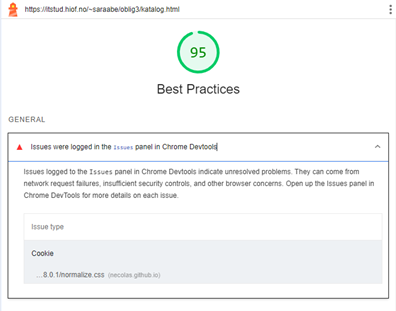 https://itstud.hiof.no/~saraabe/oblig3/katalog.html
95
Best Practices
GENERAL
Issues were logged in the Issues panel in Chrome Devtools
Issues logged to the Issues panel in Chrome Devtools indicate unresolved problems. They can come from
network request failures, insufficient security controls, and other browser concerns. Open up the Issues panel in
Chrome DevTools for more details on each issue.
Issue type
Cookie
…8.0.1/normalize.css (necolas.github.io)